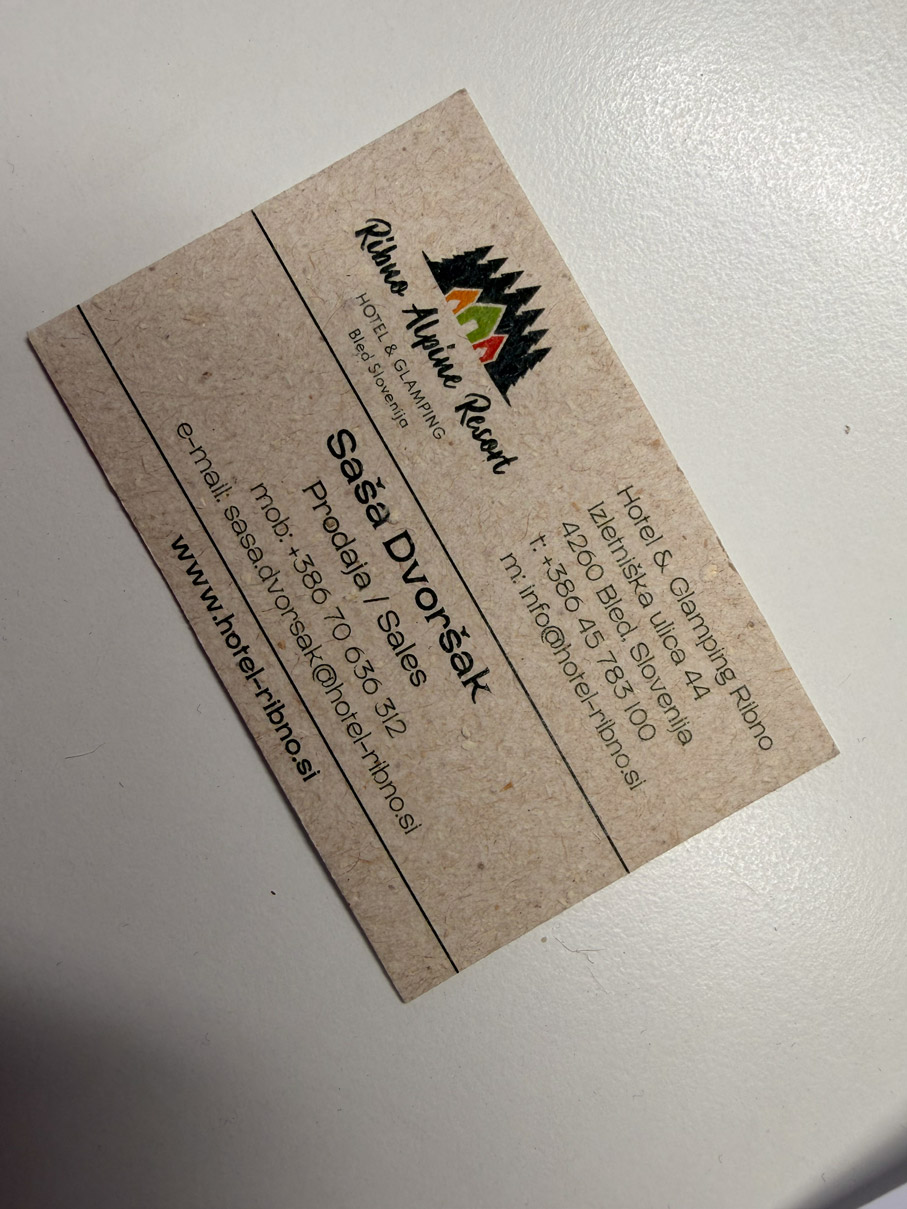 Ribno Alpine Resort
HOTEL & GLAMPING
Bled Slovenija
Hotel & Glamping Ribno
Izletniška ulica 44
4260 Bled, Slovenija
t: +386 45 783 100
m: info@hotel-ribno.si
Saša Dvoršak
Prodaja / Sales
mob: +386 70 636 312
e-mail: sasa.dvorsak@hotel-ribno.si
www.hotel-ribno.si